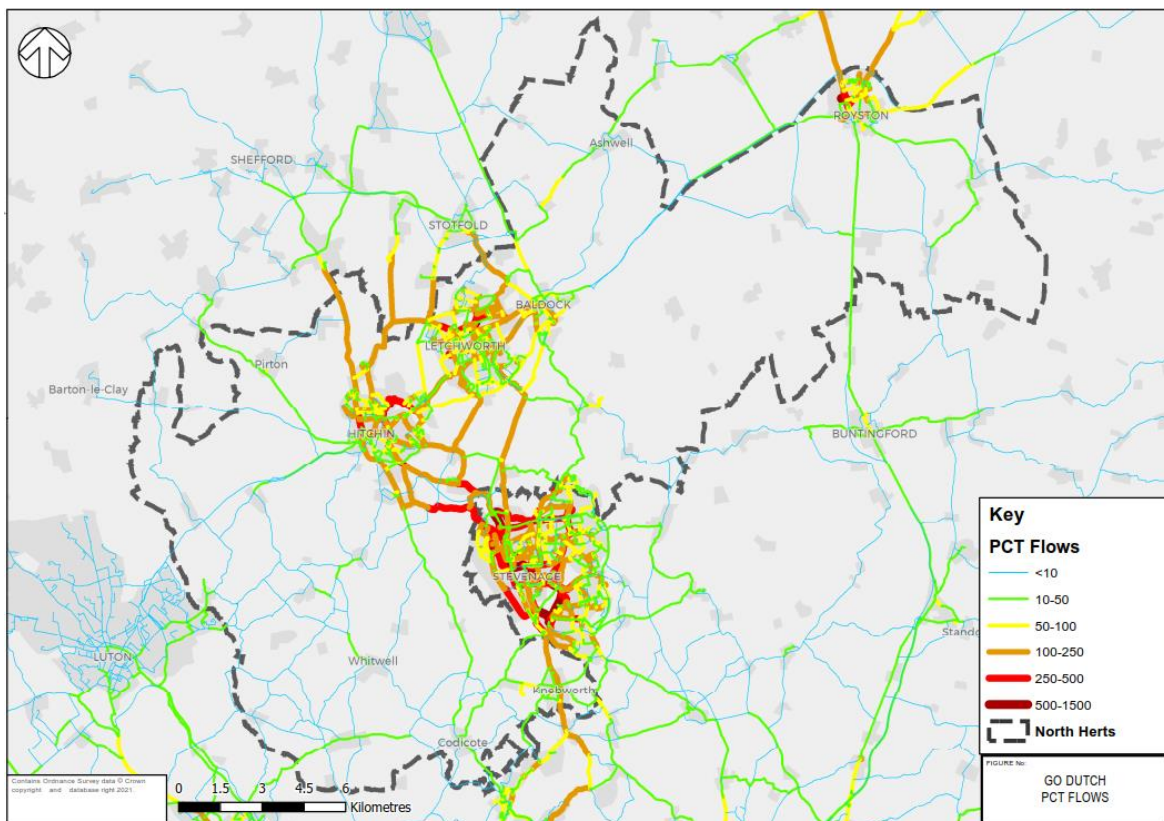 ROYSTON
Ashwell
SHEFFORD
STOTFOLD
BALDOCK
LETCHWORTH
Pirton
Barton-le-Clay
HITCHIN
BUNTINGFORD
STEVENAGE
Standon
LUTON
Whitwell
Knebworth
Codicote
Key
PCT Flows
<10
10-50
50-100
100-250
250-500
500-1500
North Herts
FIGURE No:
GO DUTCH
PCT FLOWS
Contains Ordnance Survey data © Crown
copyright and database right 2021
0 1.5 3 4.5 6
Kilometres